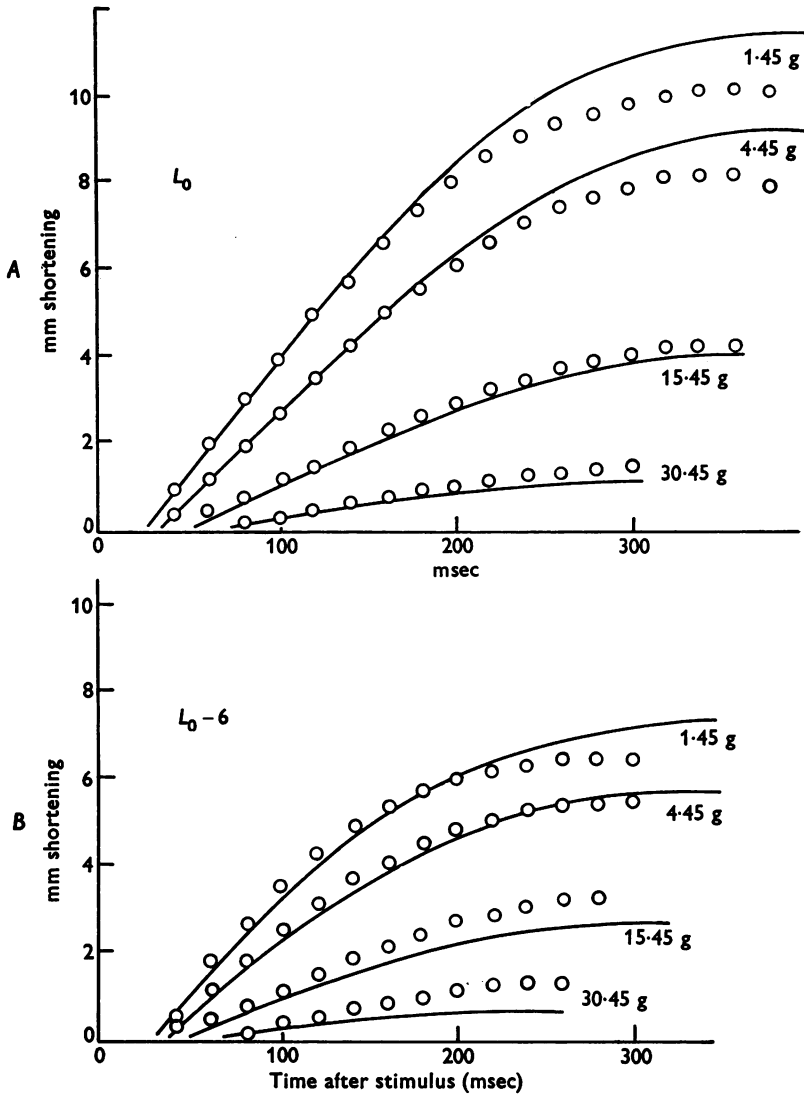 10
8
6
4
2
0
A
mm shortening
L0
1·45 g
4·45 g
15·45 g
30·45 g
0
100
200
300
msec
10
8
6
4
2
0
B
mm shortening
L0 − 6
1·45 g
4·45 g
15·45 g
30·45 g
0
100
200
300
Time after stimulus (msec)